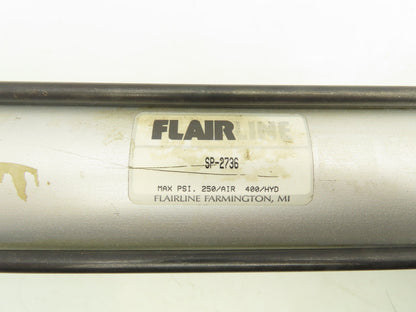 FLAIRLINE
SP-2736
MAX PSI. 250/AIR 400/HYD
FLAIRLINE FARMINGTON, MI